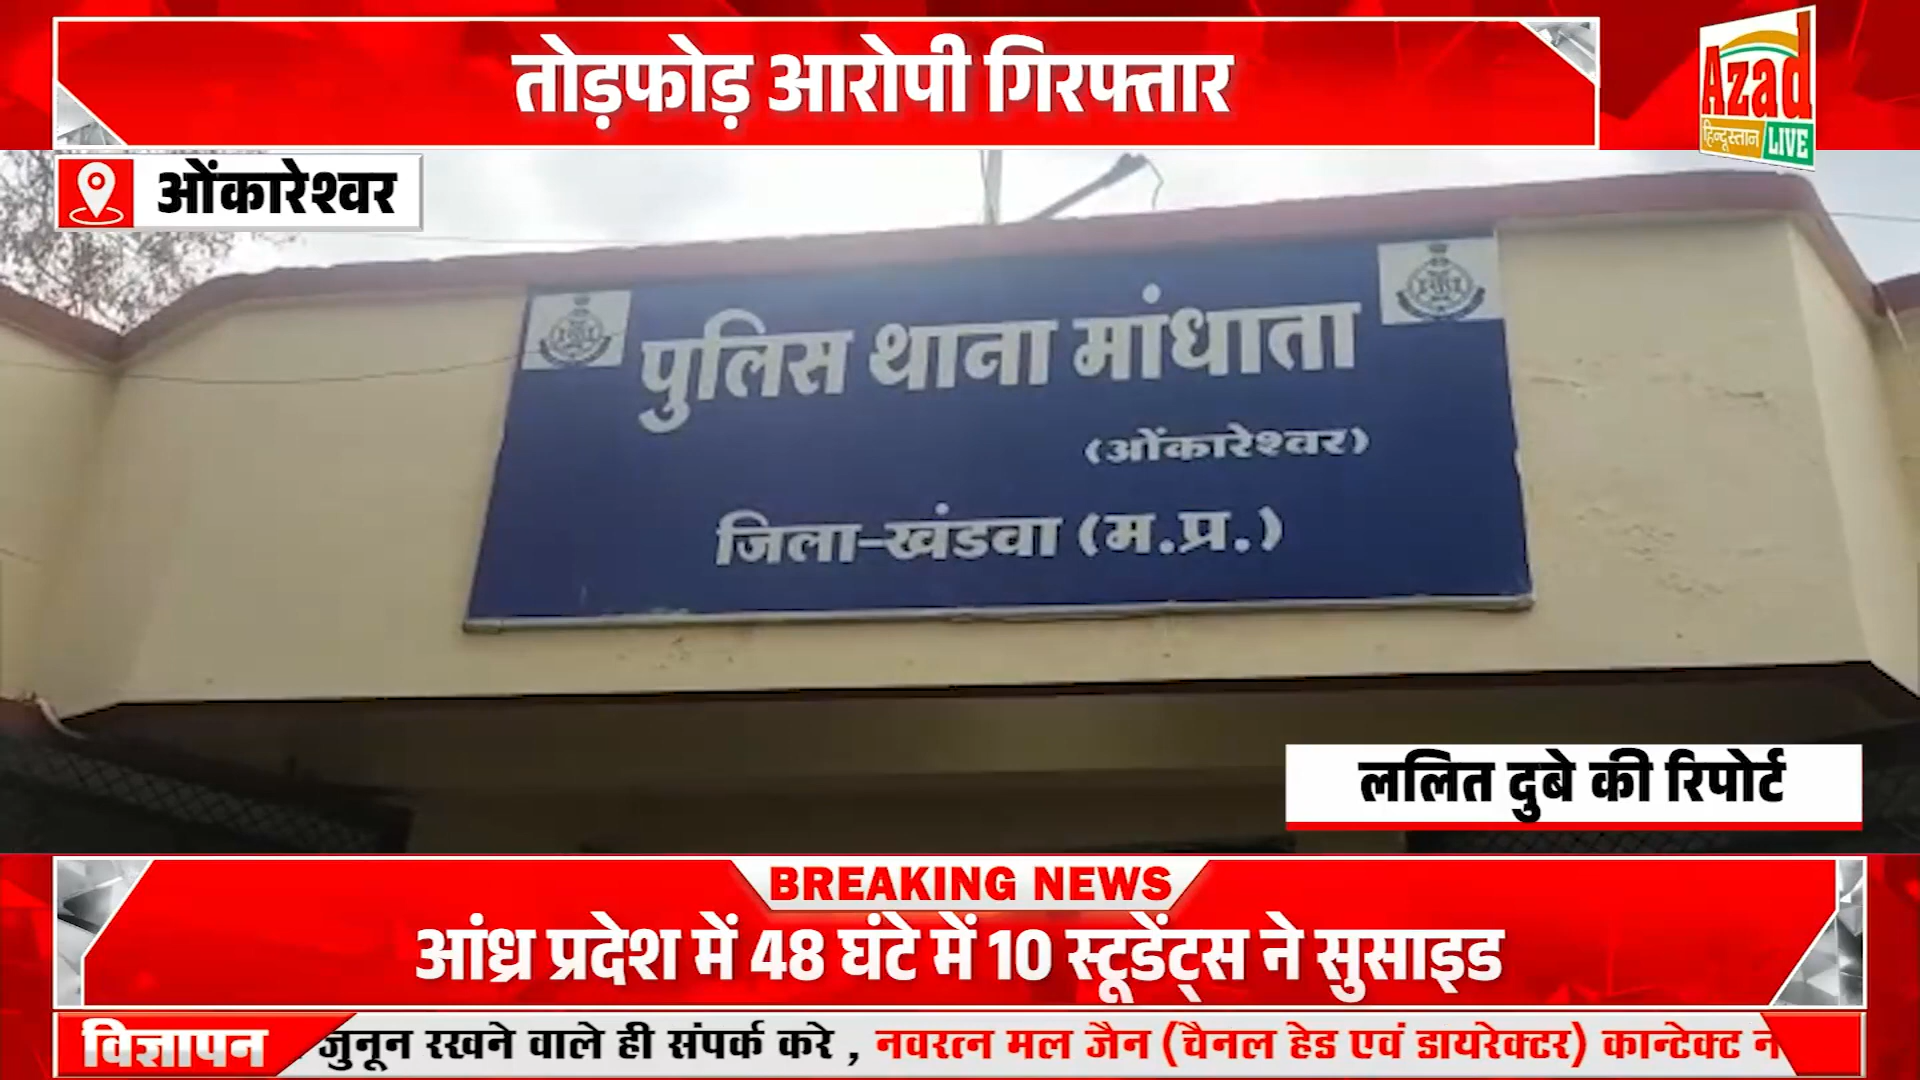 तोड़फोड़ आरोपी गिरफ्तार
Azad
हिन्दूस्तान LIVE
ओंकारेश्वर
पुलिस थाना मांधाता
(ओंकारेश्वर)
जिला-खंडवा (म.प्र.)
ललित दुबे की रिपोर्ट
BREAKING NEWS
आंध्र प्रदेश में 48 घंटे में 10 स्टूडेंट्स ने सुसाइड
विज्ञापन जुनून रखने वाले ही संपर्क करे , नवरत्न मल जैन (चैनल हेड एवं डायरेक्टर) कान्टेक्ट न